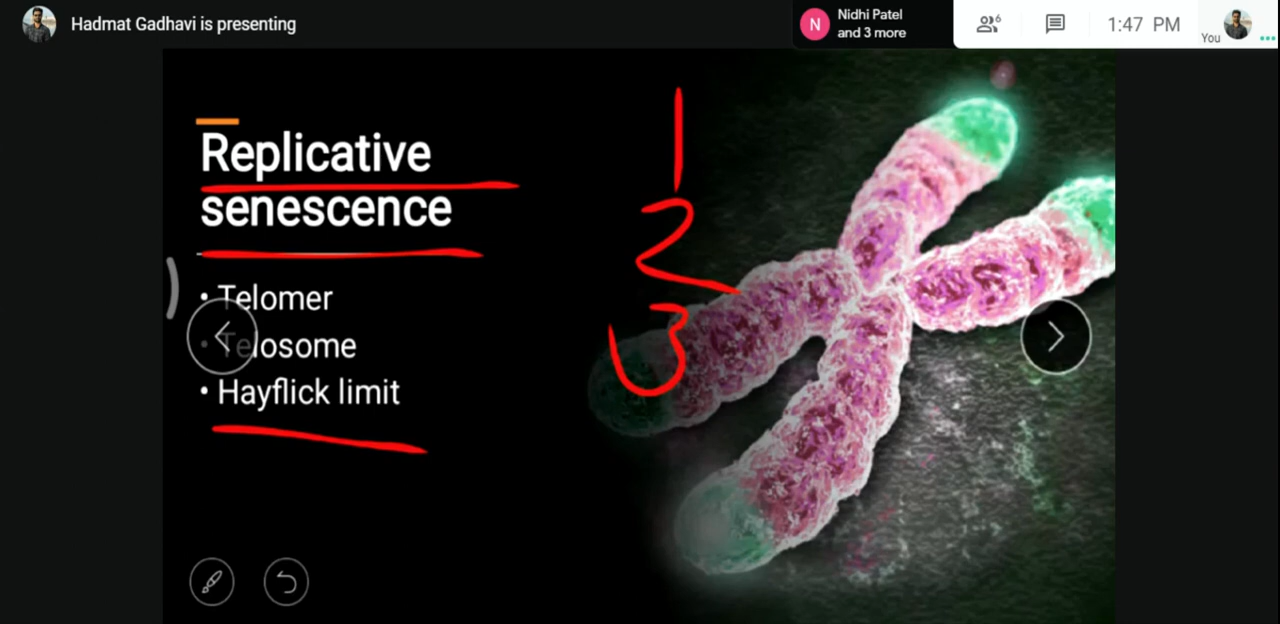 Hadmat Gadhavi is presenting
N
Nidhi Patel
and 3 more
6
1:47 PM
You
Replicative
senescence
• Telomer
• Telosome
• Hayflick limit
1
2
3